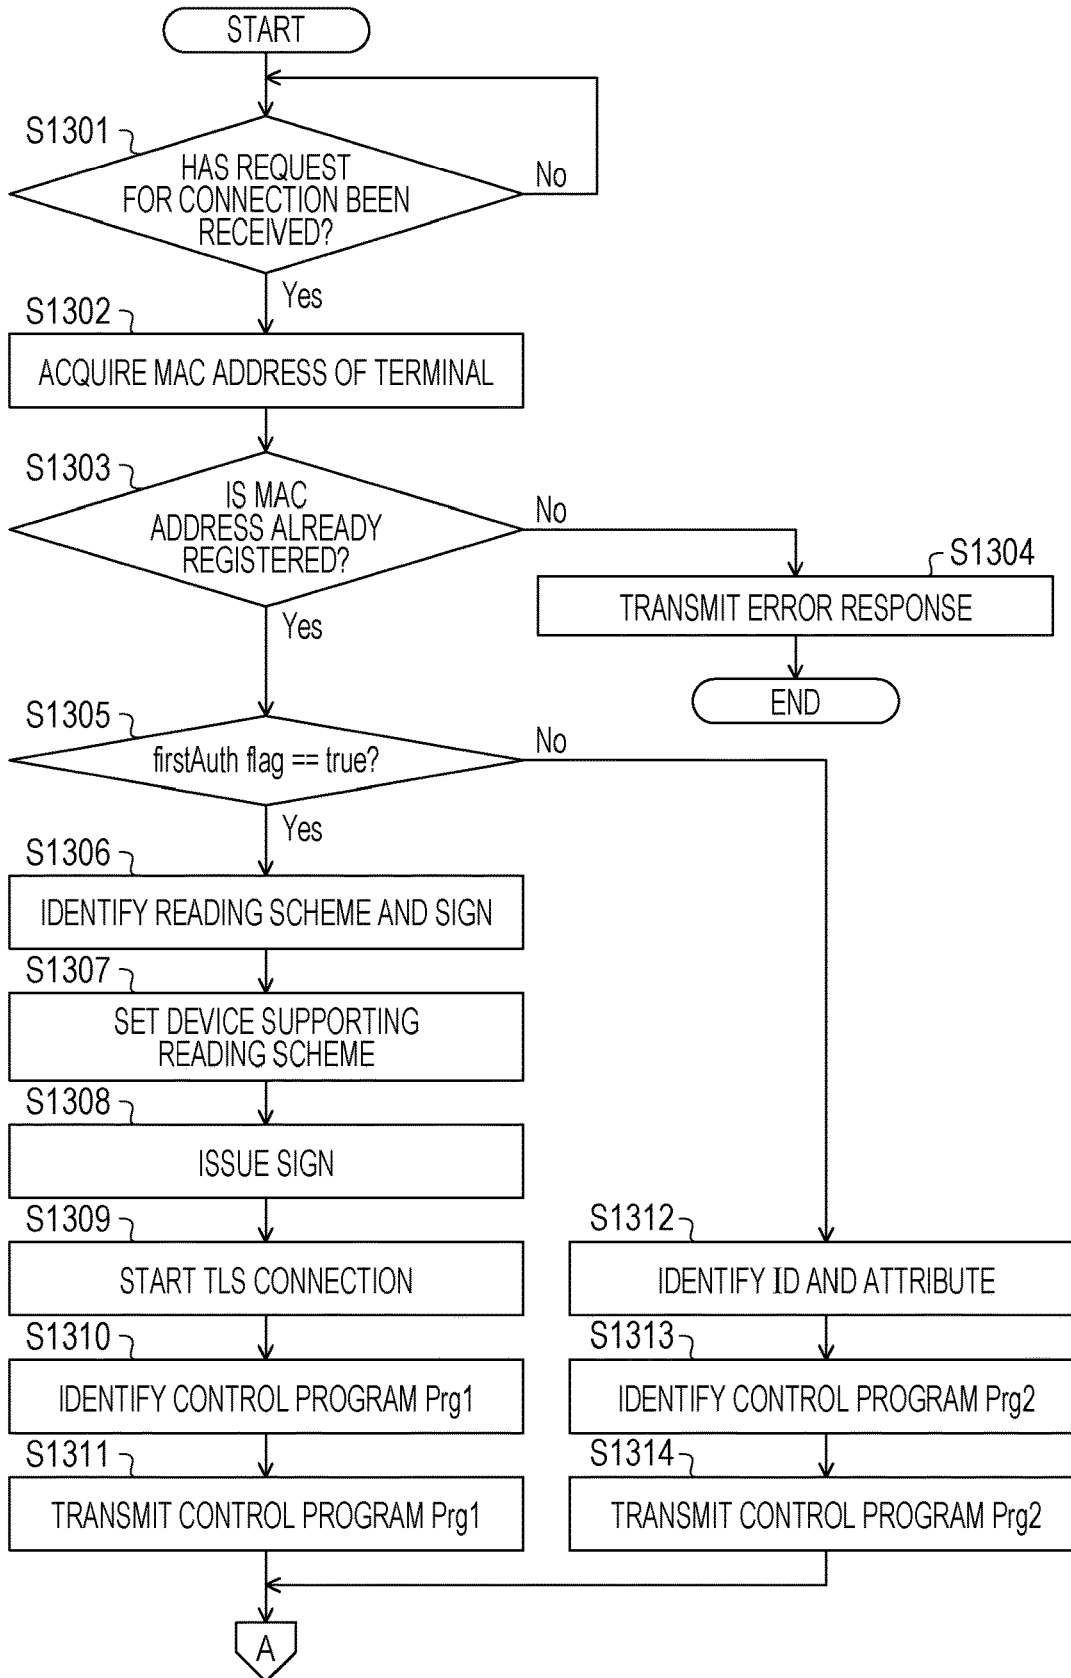 START
S1301
HAS REQUEST
FOR CONNECTION BEEN
RECEIVED?
No
Yes
S1302
ACQUIRE MAC ADDRESS OF TERMINAL
S1303
IS MAC
ADDRESS ALREADY
REGISTERED?
No
Yes
S1304
TRANSMIT ERROR RESPONSE
END
S1305
firstAuth flag == true?
No
Yes
S1306
IDENTIFY READING SCHEME AND SIGN
S1307
SET DEVICE SUPPORTING
READING SCHEME
S1308
ISSUE SIGN
S1309
START TLS CONNECTION
S1310
IDENTIFY CONTROL PROGRAM Prg1
S1311
TRANSMIT CONTROL PROGRAM Prg1
S1312
IDENTIFY ID AND ATTRIBUTE
S1313
IDENTIFY CONTROL PROGRAM Prg2
S1314
TRANSMIT CONTROL PROGRAM Prg2
A